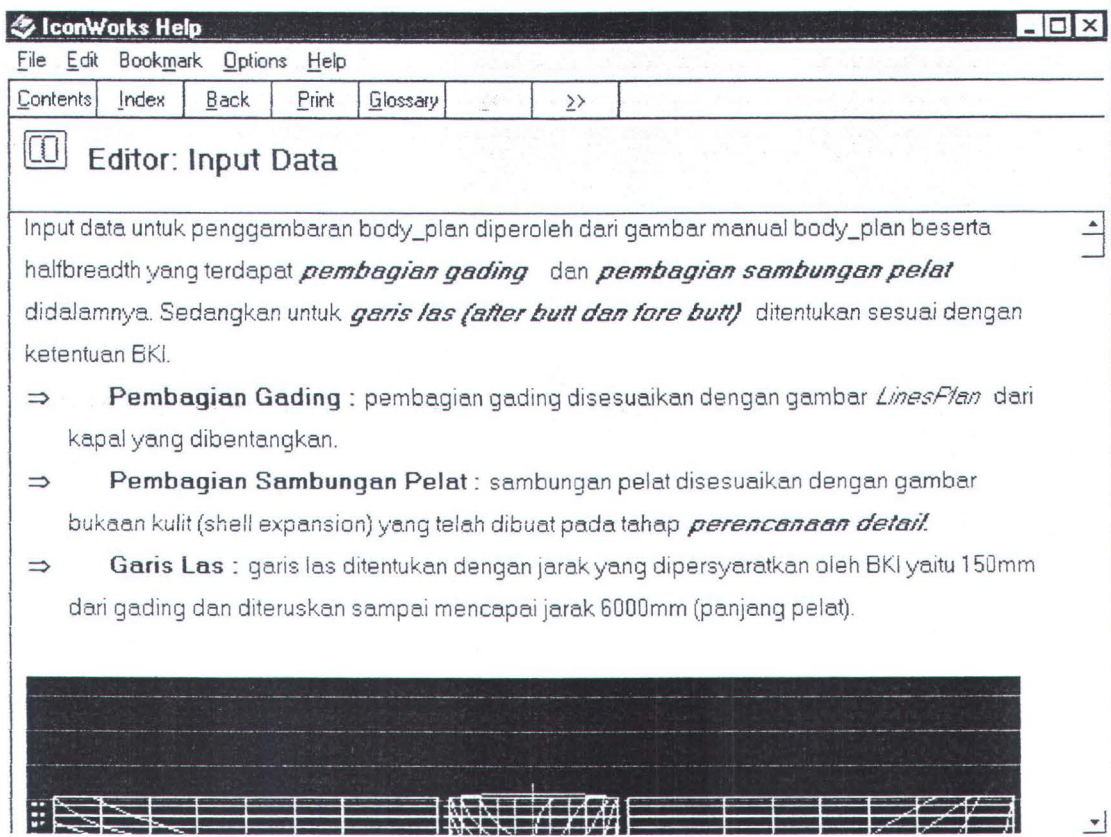 IconWorks Help
File Edit Bookmark Options Help
Contents Index Back Print Glossary << >>
Editor: Input Data
Input data untuk penggambaran body_plan diperoleh dari gambar manual body_plan beserta
halfbreadth yang terdapat pembagian gading dan pembagian sambungan pelat
didalamnya. Sedangkan untuk garis las (after butt dan fore butt) ditentukan sesuai dengan
ketentuan BKI.
⇒ Pembagian Gading : pembagian gading disesuaikan dengan gambar LinesPlan dari
kapal yang dibentangkan.
⇒ Pembagian Sambungan Pelat : sambungan pelat disesuaikan dengan gambar
bukaan kulit (shell expansion) yang telah dibuat pada tahap perencanaan detail.
⇒ Garis Las : garis las ditentukan dengan jarak yang dipersyaratkan oleh BKI yaitu 150mm
dari gading dan diteruskan sampai mencapai jarak 6000mm (panjang pelat).